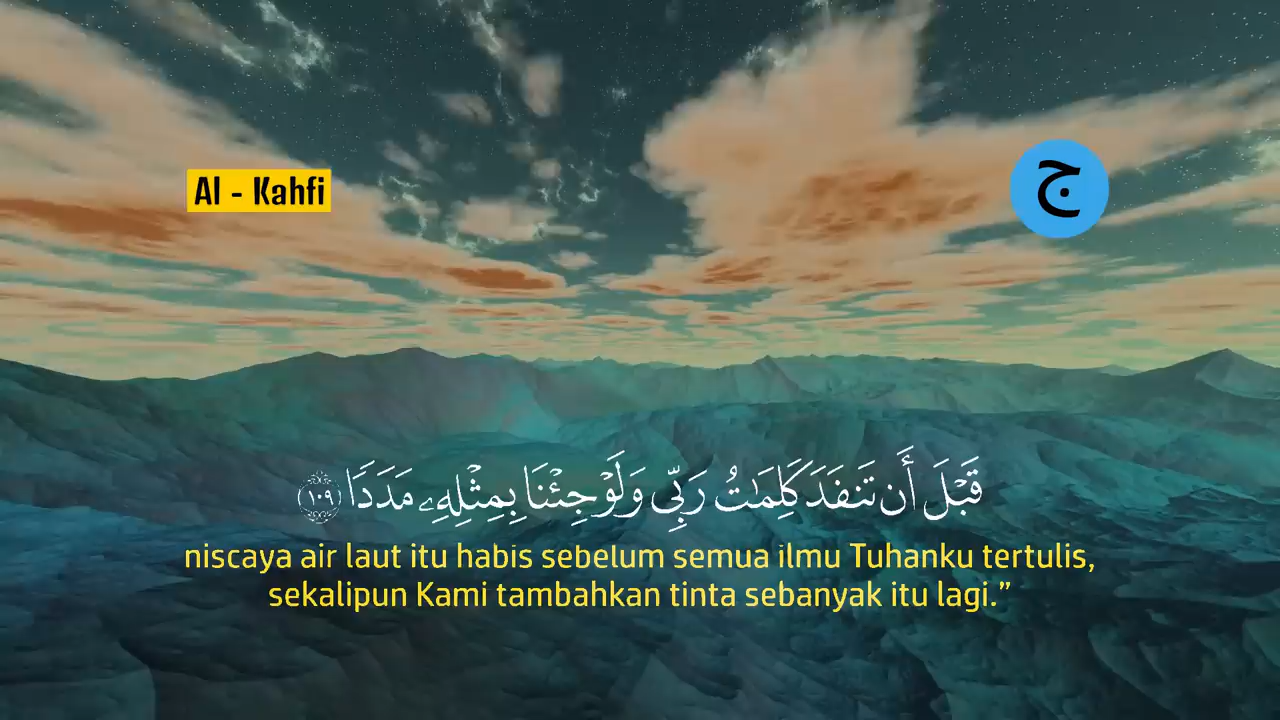 Al - Kahfi
ج
قَبْلَ أَن تَنفَدَ كَلِمَٰتُ رَبِّى وَلَوْ جِئْنَا بِمِثْلِهِۦ مَدَدًا ١٠٩
niscaya air laut itu habis sebelum semua ilmu Tuhanku tertulis,
sekalipun Kami tambahkan tinta sebanyak itu lagi.”